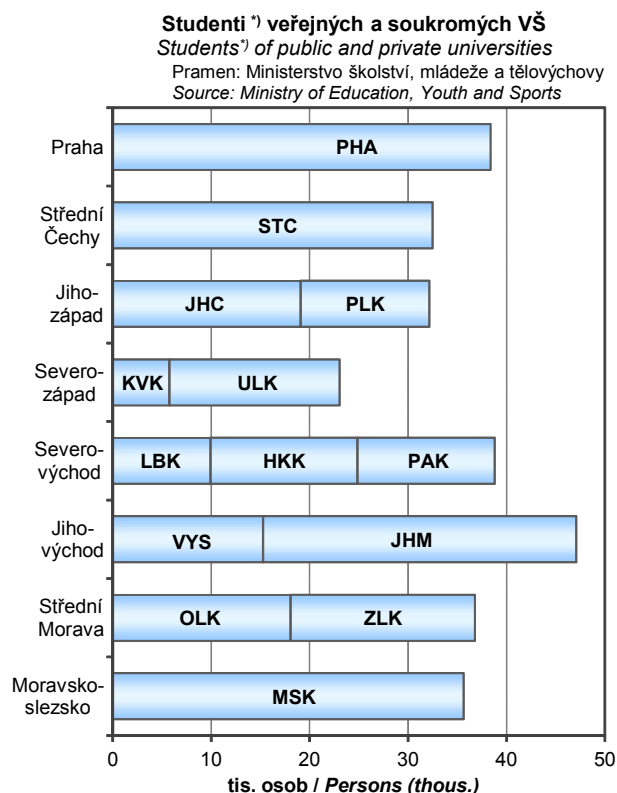 Studenti *) veřejných a soukromých VŠ
Students*) of public and private universities
Pramen: Ministerstvo školství, mládeže a tělovýchovy
Source: Ministry of Education, Youth and Sports
Praha
PHA
Střední
Čechy
STC
Jiho-
západ
JHC
PLK
Severo-
západ
KVK
ULK
Severo-
východ
LBK
HKK
PAK
Jiho-
východ
VYS
JHM
Střední
Morava
OLK
ZLK
Moravsko-
slezsko
MSK
0 10 20 30 40 50
tis. osob / Persons (thous.)